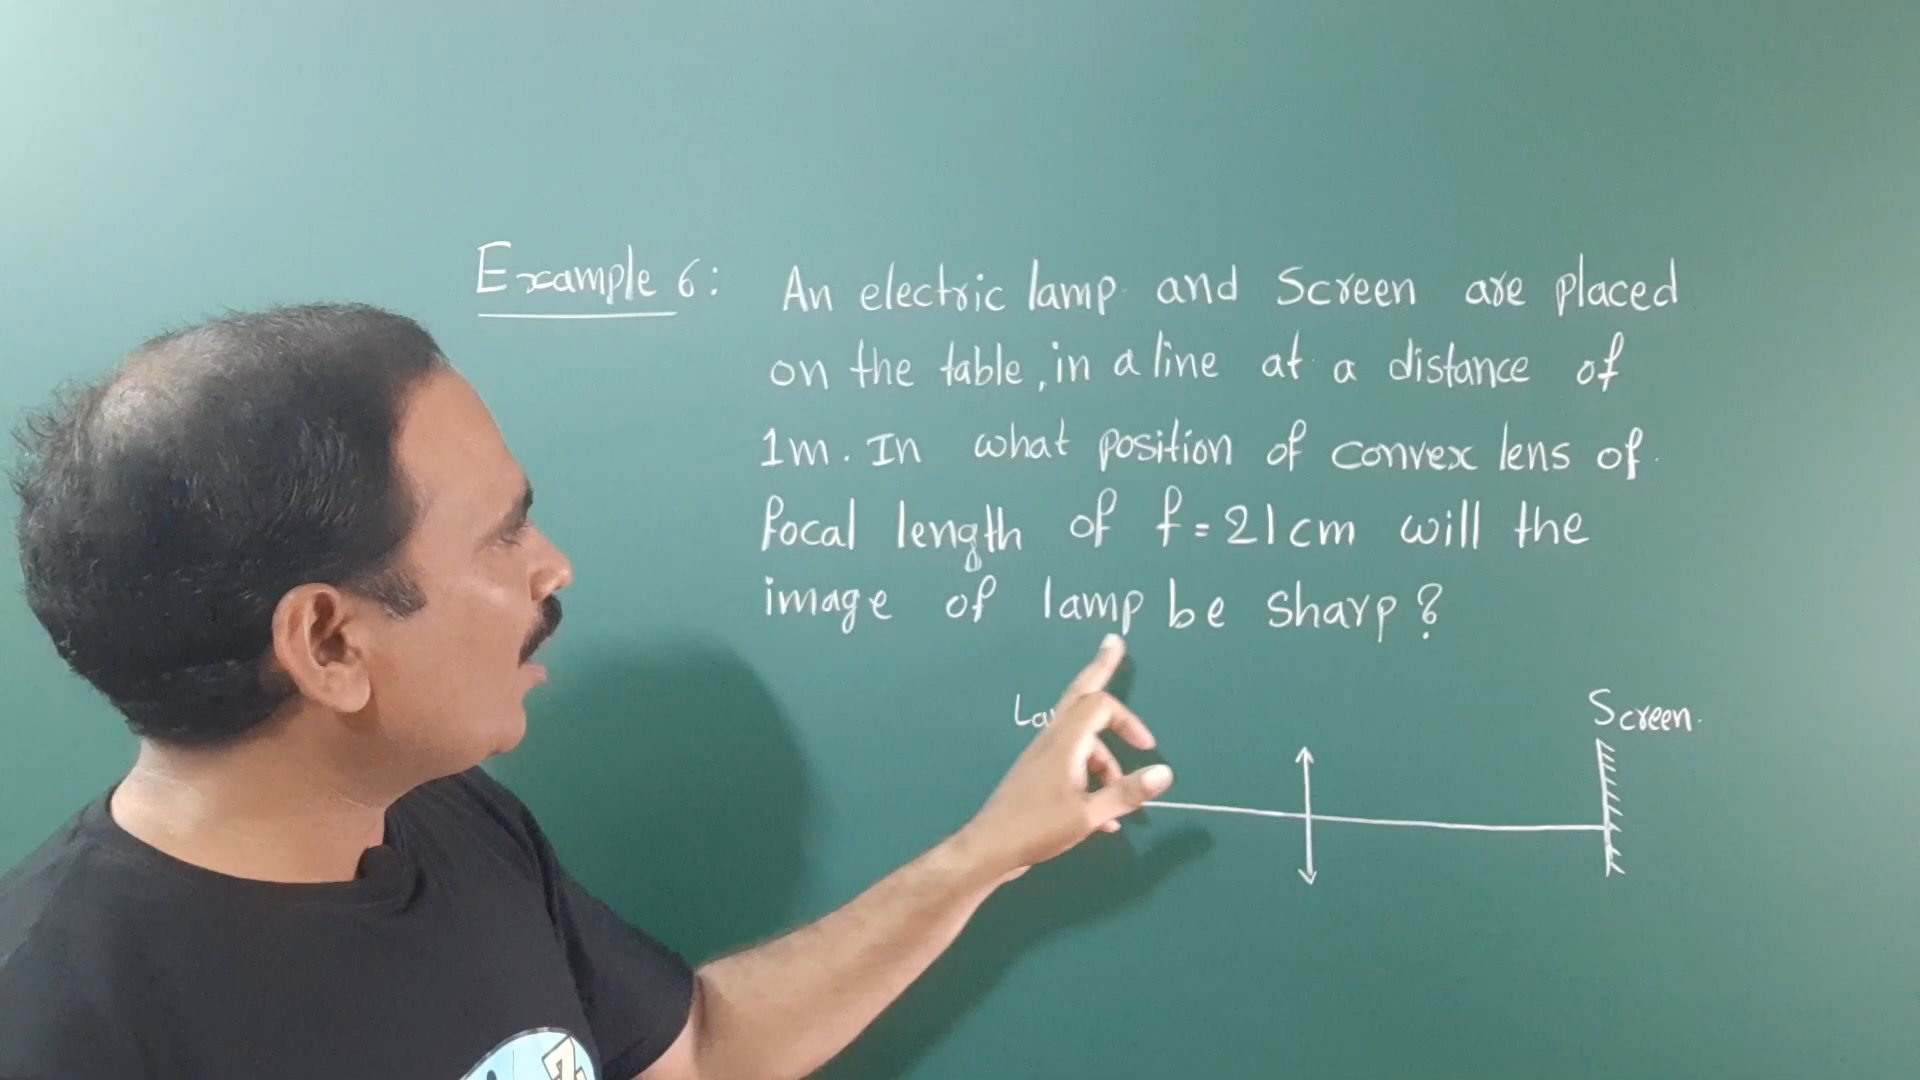 Example 6: An electric lamp and Screen are placed
on the table, in a line at a distance of
1m. In what position of convex lens of
focal length of f = 21cm will the
image of lamp be sharp?
Screen.